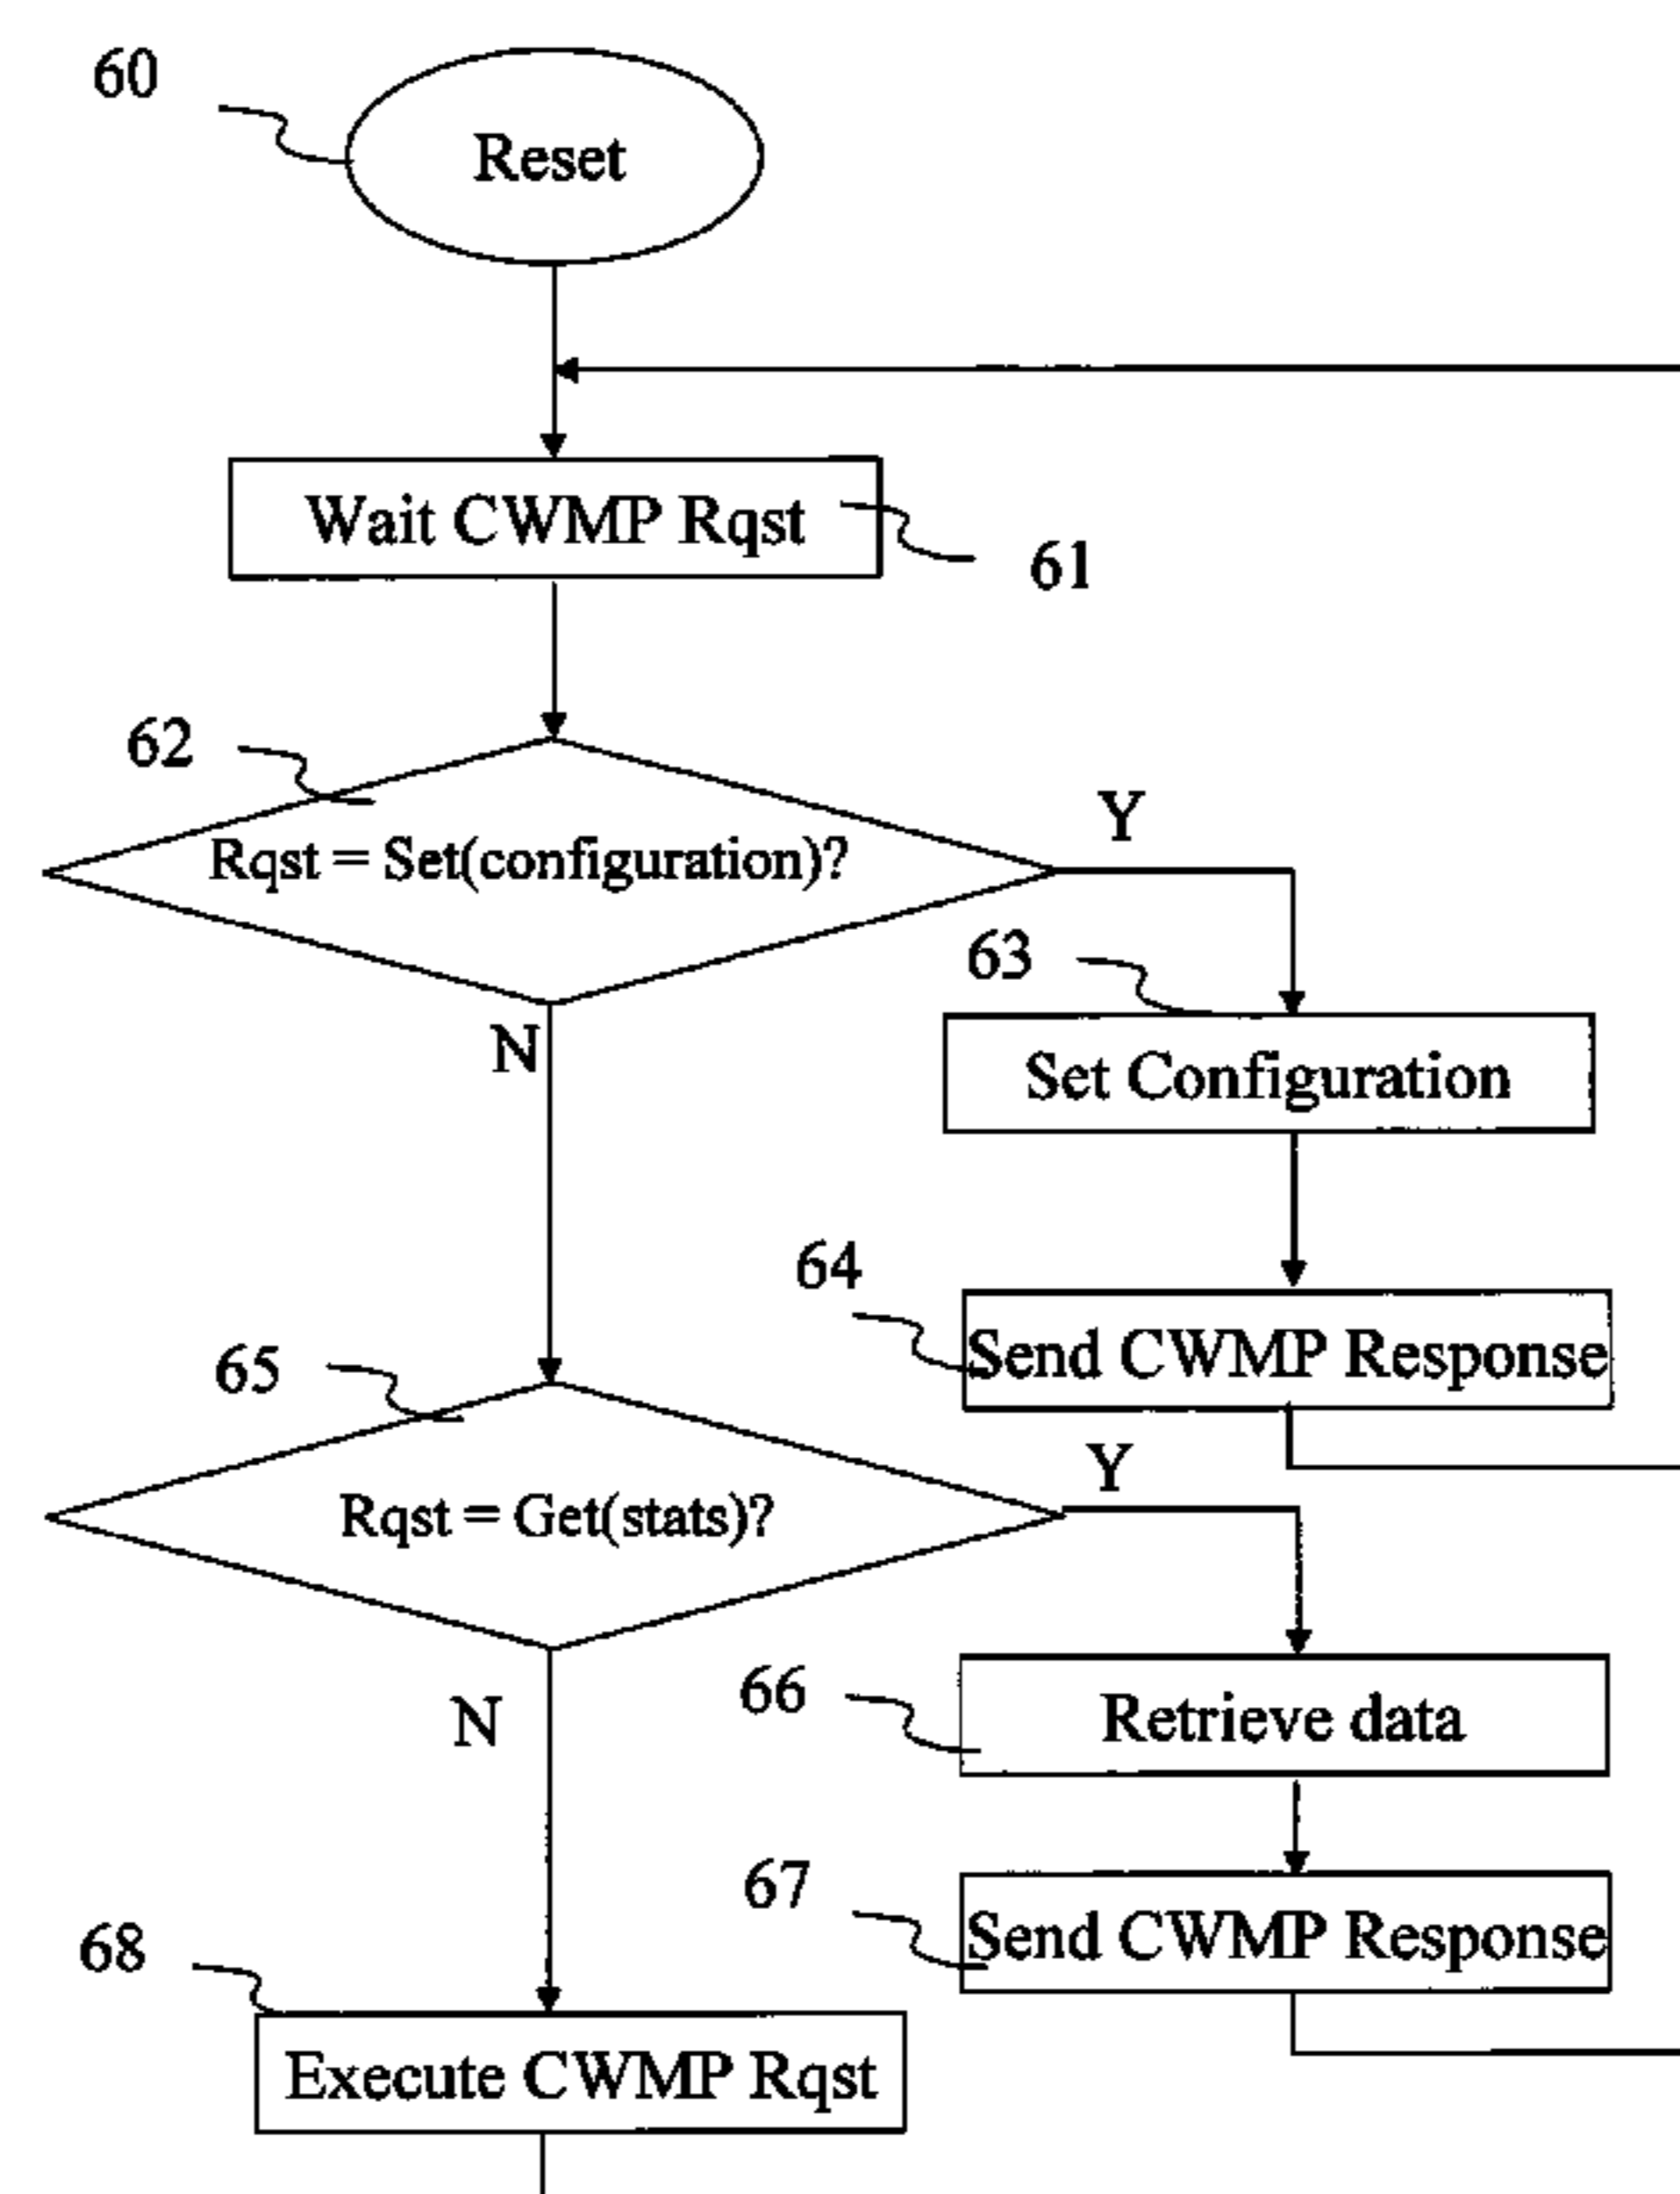 60
Reset
Wait CWMP Rqst
61
62
Rqst = Set(configuration)?
Y
63
N
Set Configuration
64
Send CWMP Response
65
Y
Rqst = Get(stats)?
66
Retrieve data
N
67
Send CWMP Response
68
Execute CWMP Rqst